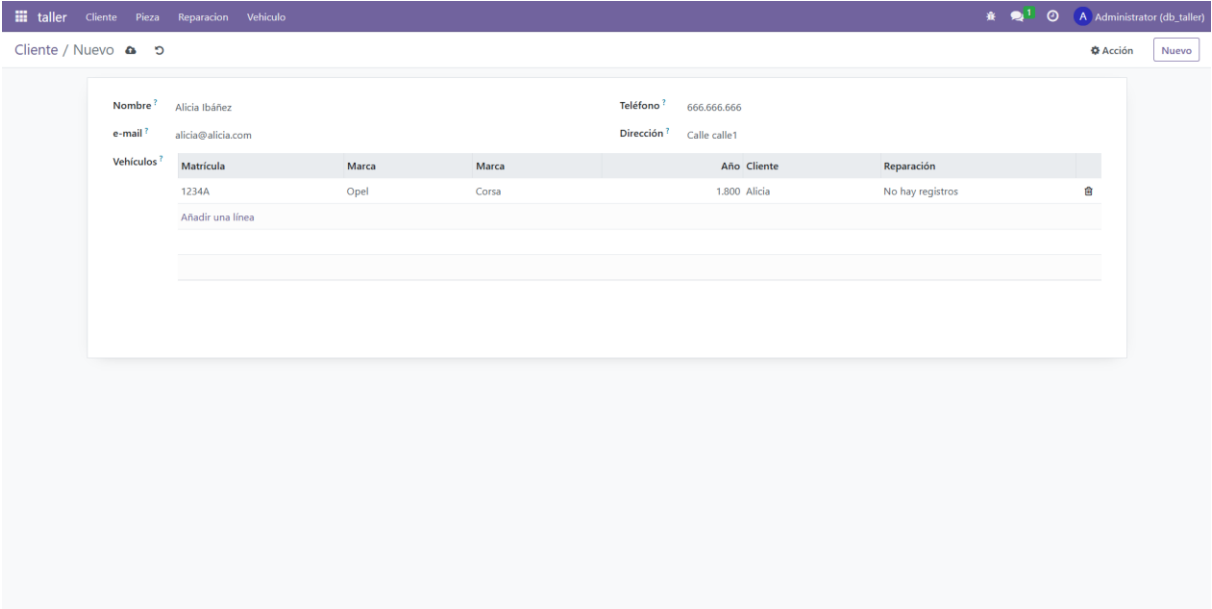 taller Cliente Pieza Reparacion Vehiculo 1 A Administrator (db_taller)
Cliente / Nuevo Acción Nuevo
Nombre ? Alicia Ibáñez Teléfono ? 666.666.666
e-mail ? alicia@alicia.com Dirección ? Calle calle1
Vehículos ? Matrícula Marca Marca Año Cliente Reparación
1234A Opel Corsa 1.800 Alicia No hay registros
Añadir una línea